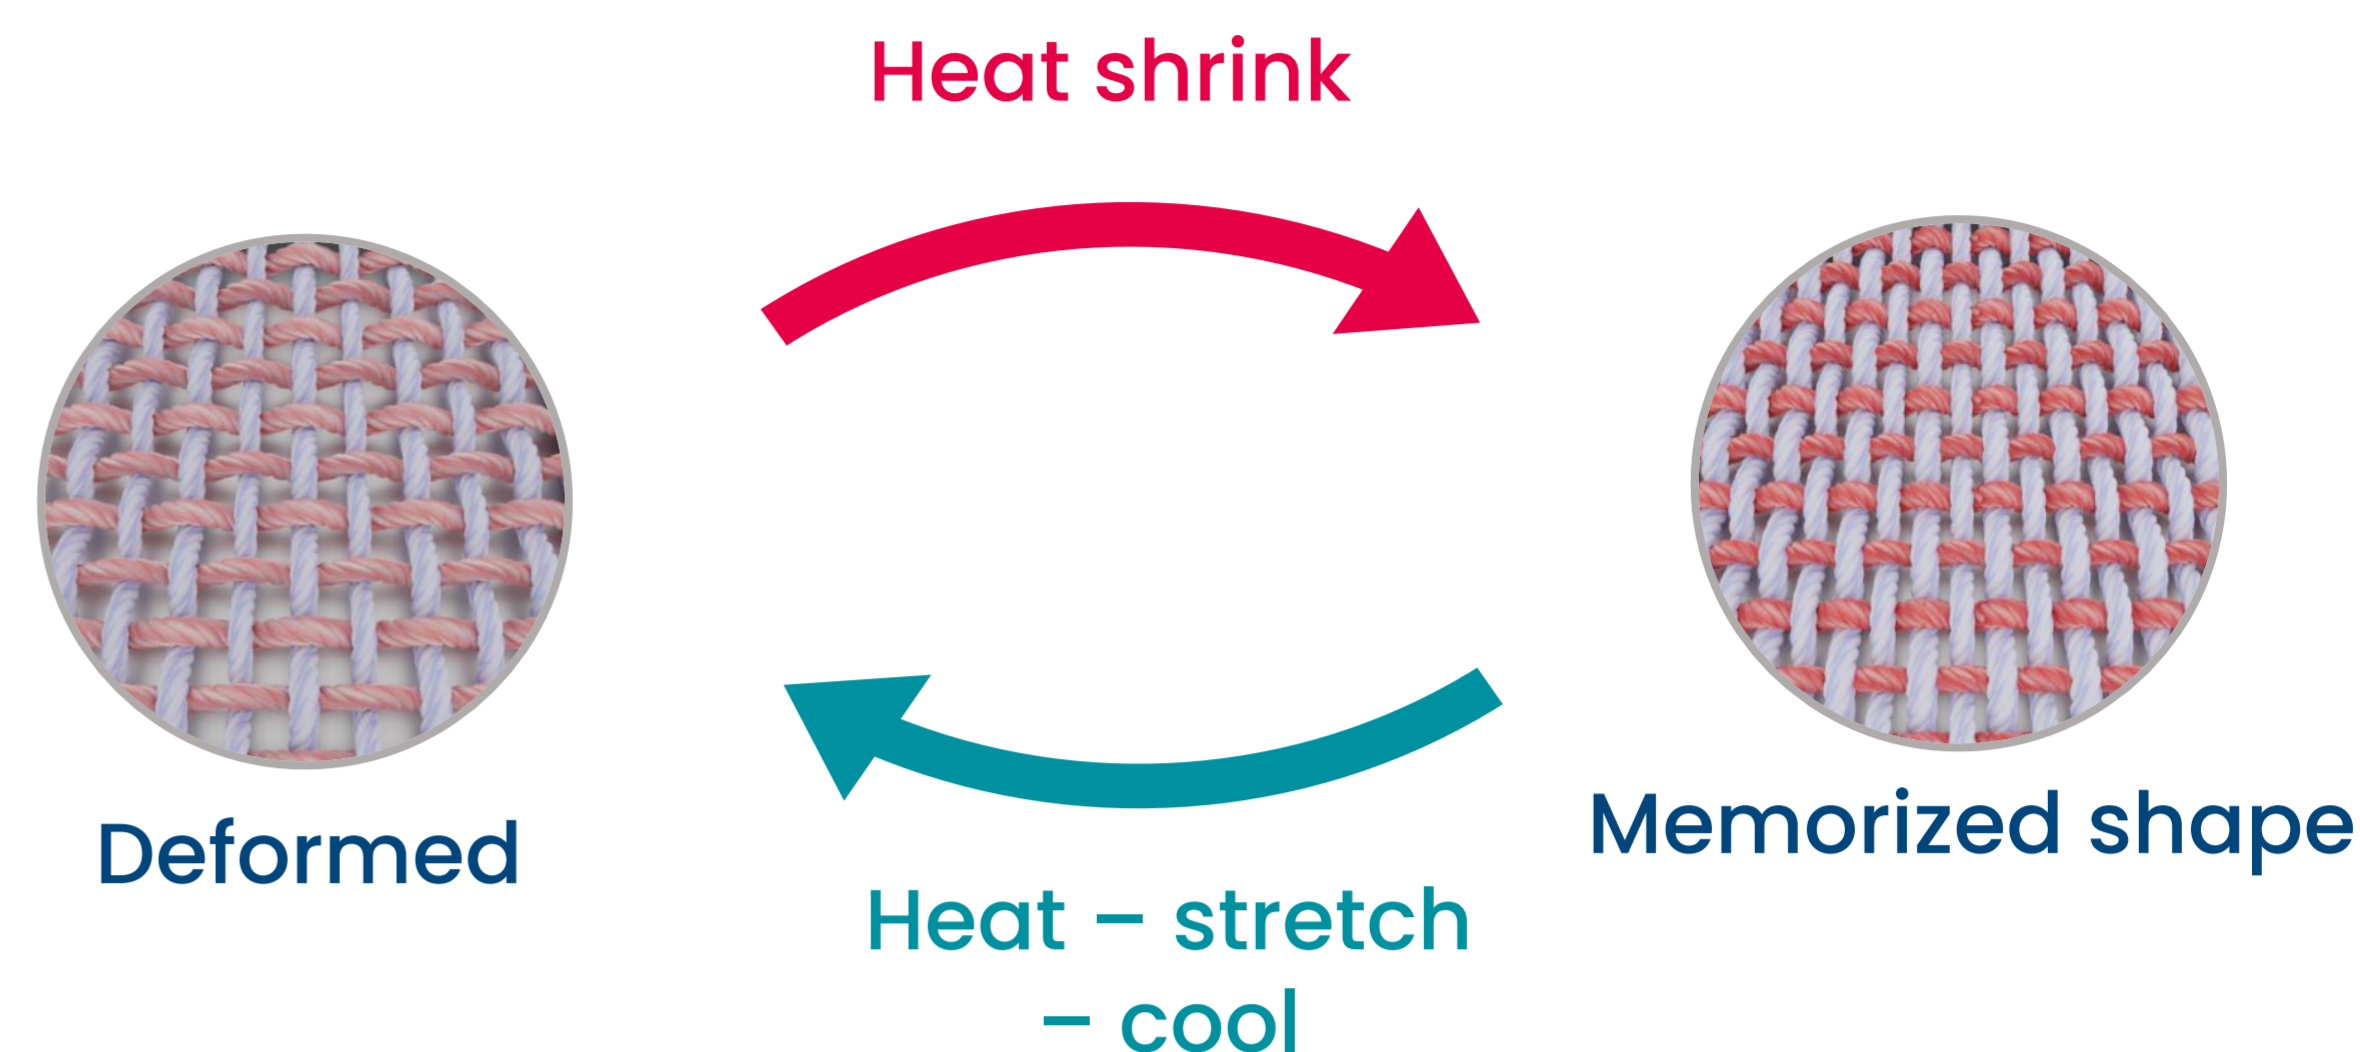 Heat shrink
Deformed
Memorized shape
Heat – stretch
– cool